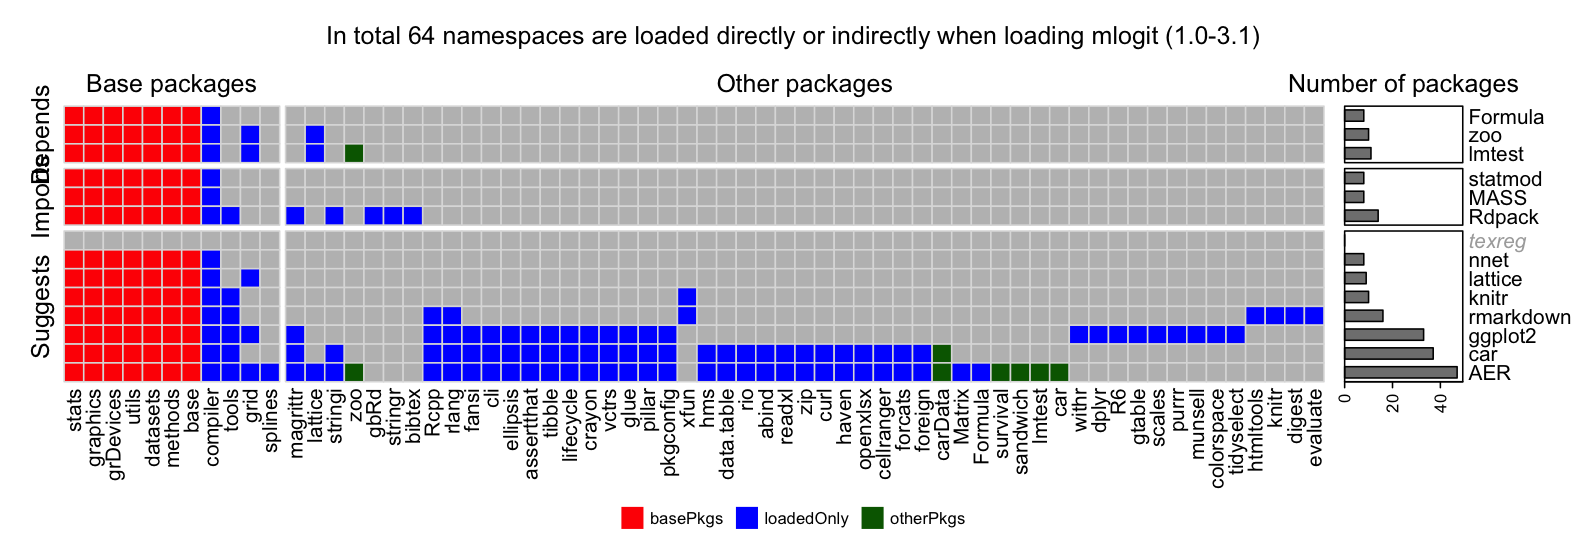 In total 64 namespaces are loaded directly or indirectly when loading mlogit (1.0-3.1)
Base packages
Other packages
Number of packages
Depends
Imports
Suggests
Formula
zoo
lmtest
statmod
MASS
Rdpack
texreg
nnet
lattice
knitr
rmarkdown
ggplot2
car
AER
0
20
40
stats
graphics
grDevices
utils
datasets
methods
base
compiler
tools
grid
splines
magrittr
lattice
stringi
zoo
gbRd
stringr
bibtex
Rcpp
rlang
fansi
cli
ellipsis
assertthat
tibble
lifecycle
crayon
vctrs
glue
pillar
pkgconfig
xfun
hms
data.table
rio
abind
readxl
zip
curl
haven
openxlsx
cellranger
forcats
foreign
carData
Matrix
Formula
survival
sandwich
lmtest
car
withr
dplyr
R6
gtable
scales
purrr
munsell
colorspace
tidyselect
htmltools
knitr
digest
evaluate
basePkgs
loadedOnly
otherPkgs